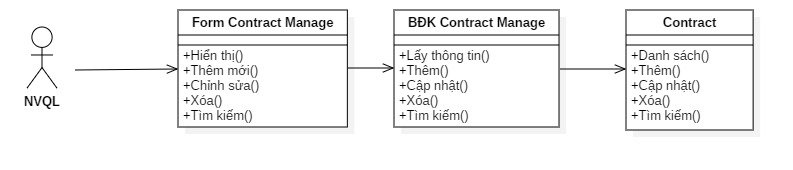 NVQL
Form Contract Manage
+Hiển thị()
+Thêm mới()
+Chỉnh sửa()
+Xóa()
+Tìm kiếm()
BĐK Contract Manage
+Lấy thông tin()
+Thêm()
+Cập nhật()
+Xóa()
+Tìm kiếm()
Contract
+Danh sách()
+Thêm()
+Cập nhật()
+Xóa()
+Tìm kiếm()